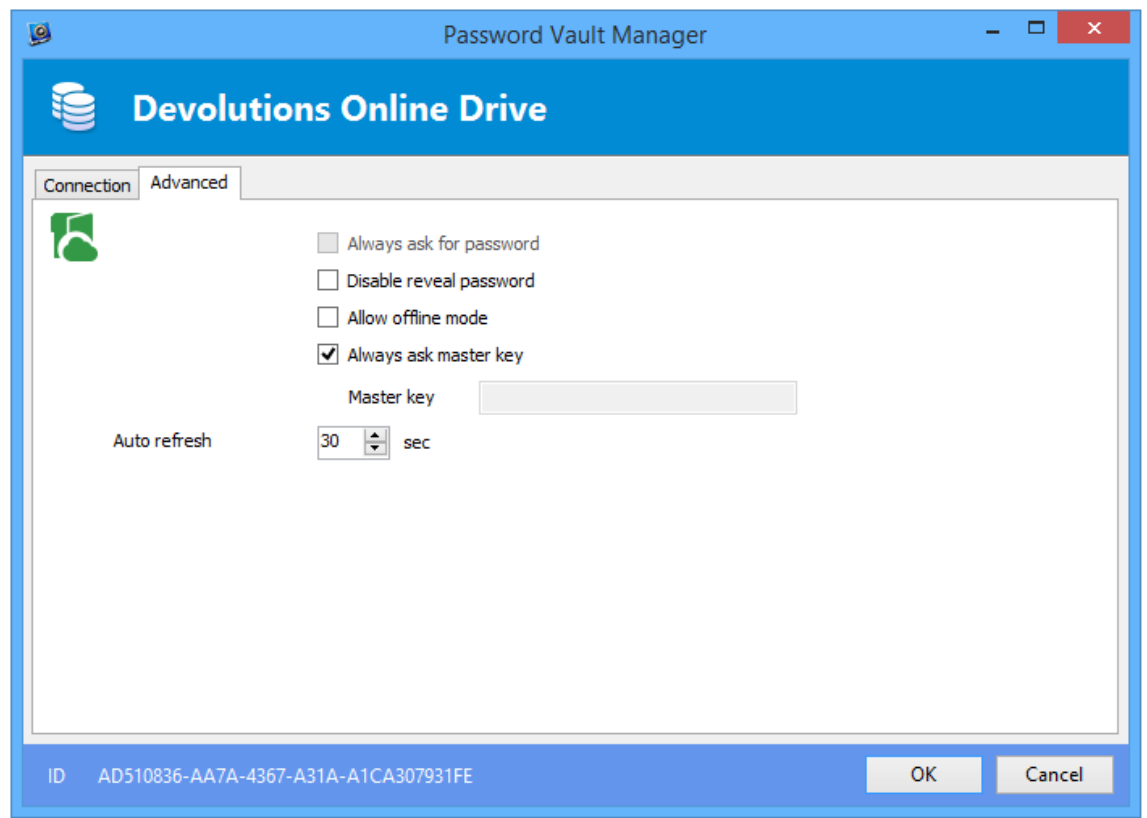 Password Vault Manager
Devolutions Online Drive
Connection Advanced
Always ask for password
Disable reveal password
Allow offline mode
Always ask master key
Master key
Auto refresh 30 sec
ID AD510836-AA7A-4367-A31A-A1CA307931FE OK Cancel